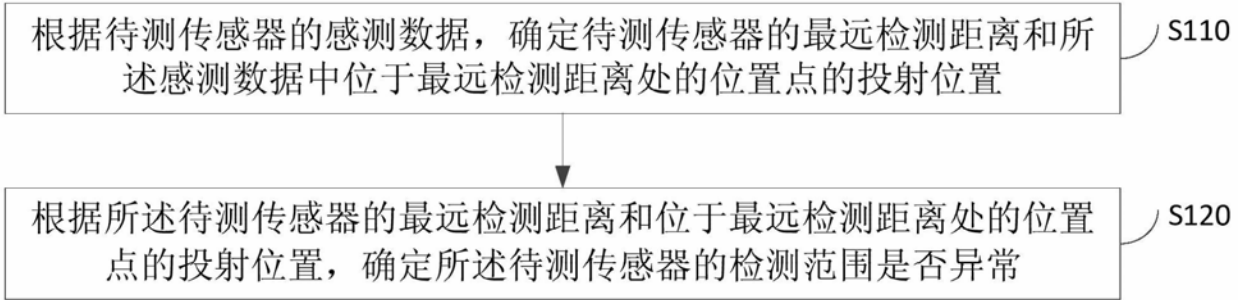 根据待测传感器的感测数据，确定待测传感器的最远检测距离和所
述感测数据中位于最远检测距离处的位置点的投射位置
S110
根据所述待测传感器的最远检测距离和位于最远检测距离处的位置
点的投射位置，确定所述待测传感器的检测范围是否异常
S120